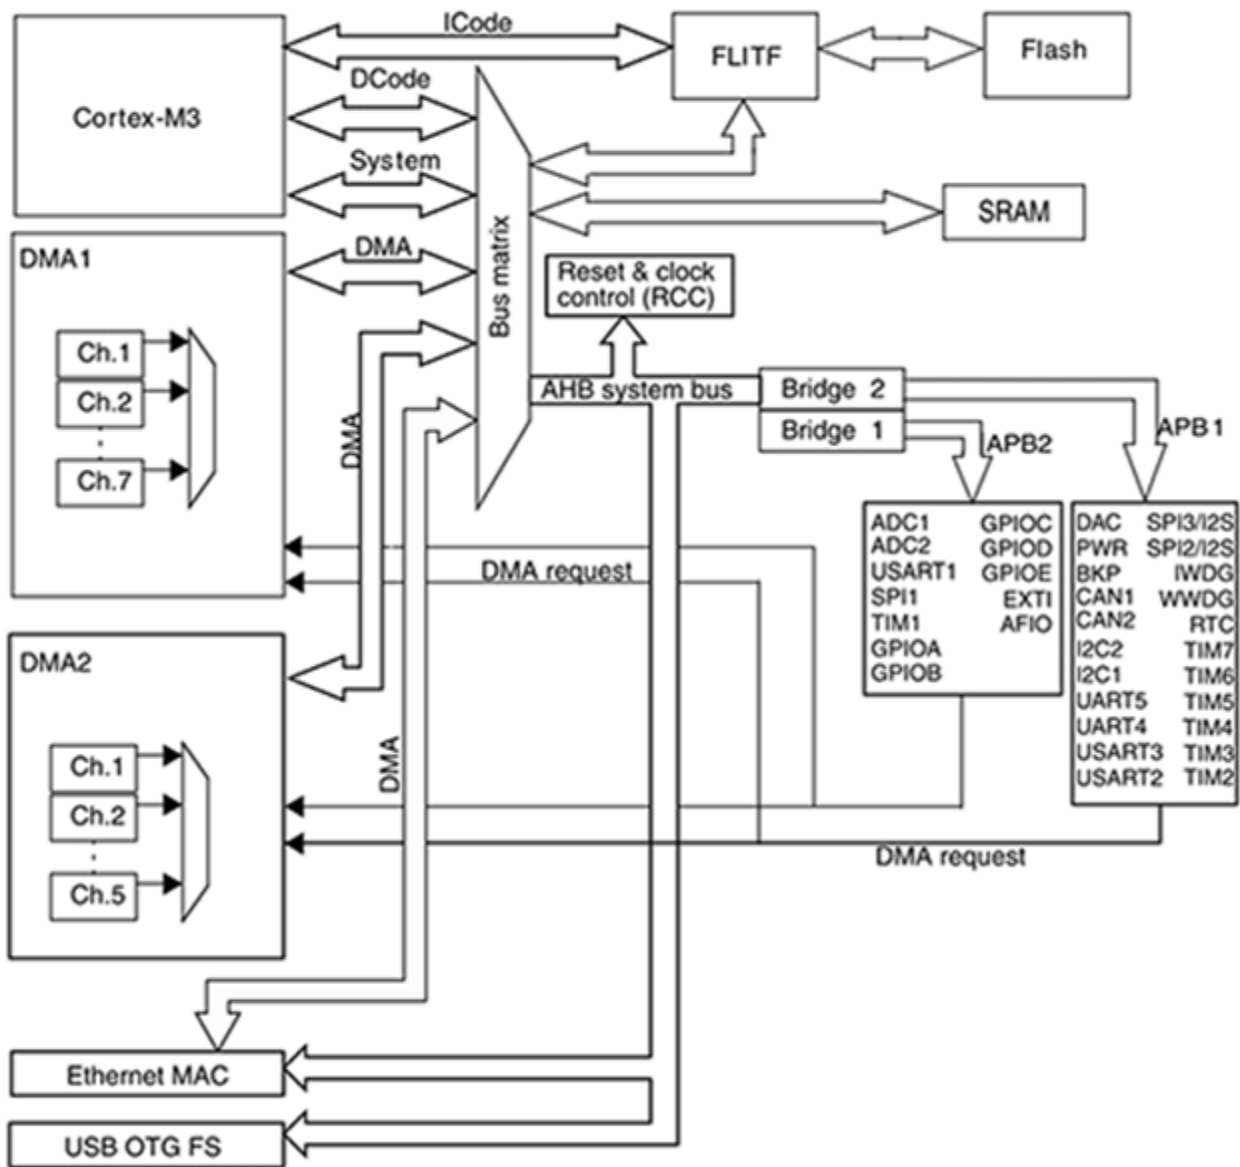 ICode
FLITF
Flash
DCode
Cortex-M3
System
SRAM
Bus matrix
DMA
DMA1
Reset & clock
control (RCC)
Ch.1
Ch.2
Ch.7
AHB system bus
Bridge 2
Bridge 1
APB2
APB1
DMA
DMA request
ADC1 GPIOC
ADC2 GPIOD
USART1 GPIOE
SPI1 EXTI
TIM1 AFIO
GPIOA
GPIOB
DAC SPI3/I2S
PWR SPI2/I2S
BKP IWDG
CAN1 WWDG
CAN2 RTC
I2C2 TIM7
I2C1 TIM6
UART5 TIM5
UART4 TIM4
USART3 TIM3
USART2 TIM2
DMA2
DMA
Ch.1
Ch.2
Ch.5
DMA request
Ethernet MAC
USB OTG FS